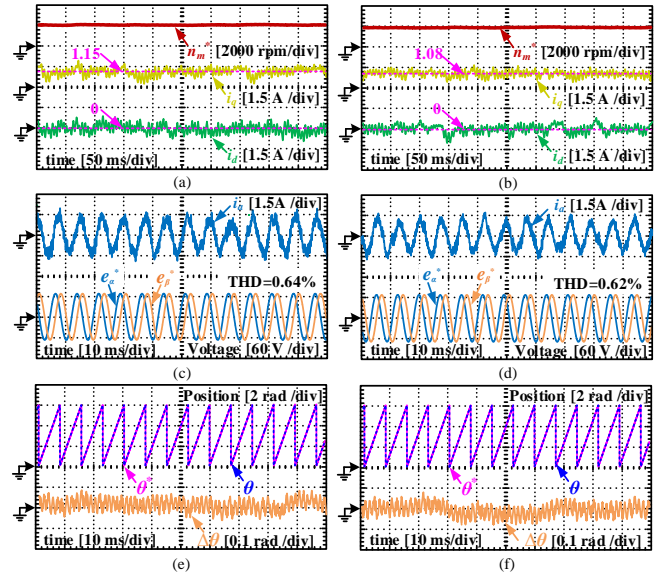 1.15
n_m^* [2000 rpm/div]
i_q [1.5 A /div]
0
time [50 ms/div] i_d [1.5 A /div]
(a)
1.08
n_m^* [2000 rpm/div]
i_q [1.5 A /div]
0
time [50 ms/div] i_d [1.5 A /div]
(b)
[1.5A /div]
e_α^* e_β^* THD=0.64%
time [10 ms/div] Voltage [60 V /div]
(c)
i_α [1.5A /div]
e_α^* e_β^* THD=0.62%
time [10 ms/div] Voltage [60 V /div]
(d)
Position [2 rad /div]
θ^* θ
Δθ
time [10 ms/div] [0.1 rad /div]
(e)
Position [2 rad /div]
θ^* θ
Δθ
time [10 ms/div] [0.1 rad /div]
(f)